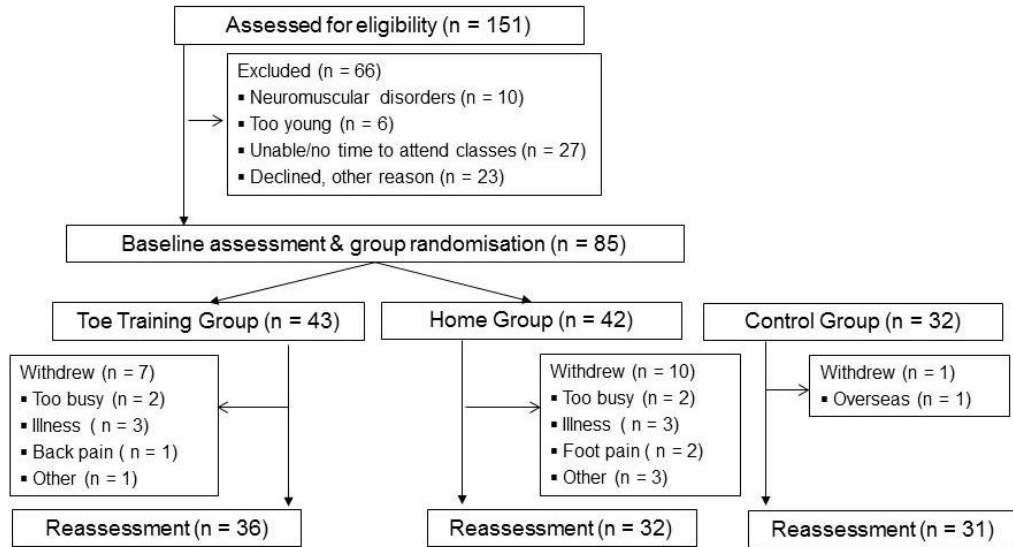 Assessed for eligibility (n = 151)
Excluded (n = 66)
▪ Neuromuscular disorders (n = 10)
▪ Too young (n = 6)
▪ Unable/no time to attend classes (n = 27)
▪ Declined, other reason (n = 23)
Baseline assessment & group randomisation (n = 85)
Toe Training Group (n = 43)
Home Group (n = 42)
Control Group (n = 32)
Withdrew (n = 7)
▪ Too busy (n = 2)
▪ Illness ( n = 3)
▪ Back pain ( n = 1)
▪ Other (n = 1)
Withdrew (n = 10)
▪ Too busy (n = 2)
▪ Illness ( n = 3)
▪ Foot pain ( n = 2)
▪ Other (n = 3)
Withdrew (n = 1)
▪ Overseas (n = 1)
Reassessment (n = 36)
Reassessment (n = 32)
Reassessment (n = 31)